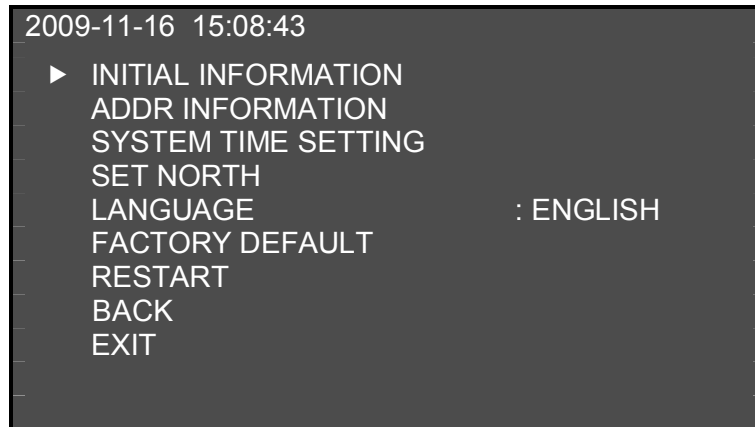 2009-11-16 15:08:43
▶ INITIAL INFORMATION
ADDR INFORMATION
SYSTEM TIME SETTING
SET NORTH
LANGUAGE : ENGLISH
FACTORY DEFAULT
RESTART
BACK
EXIT